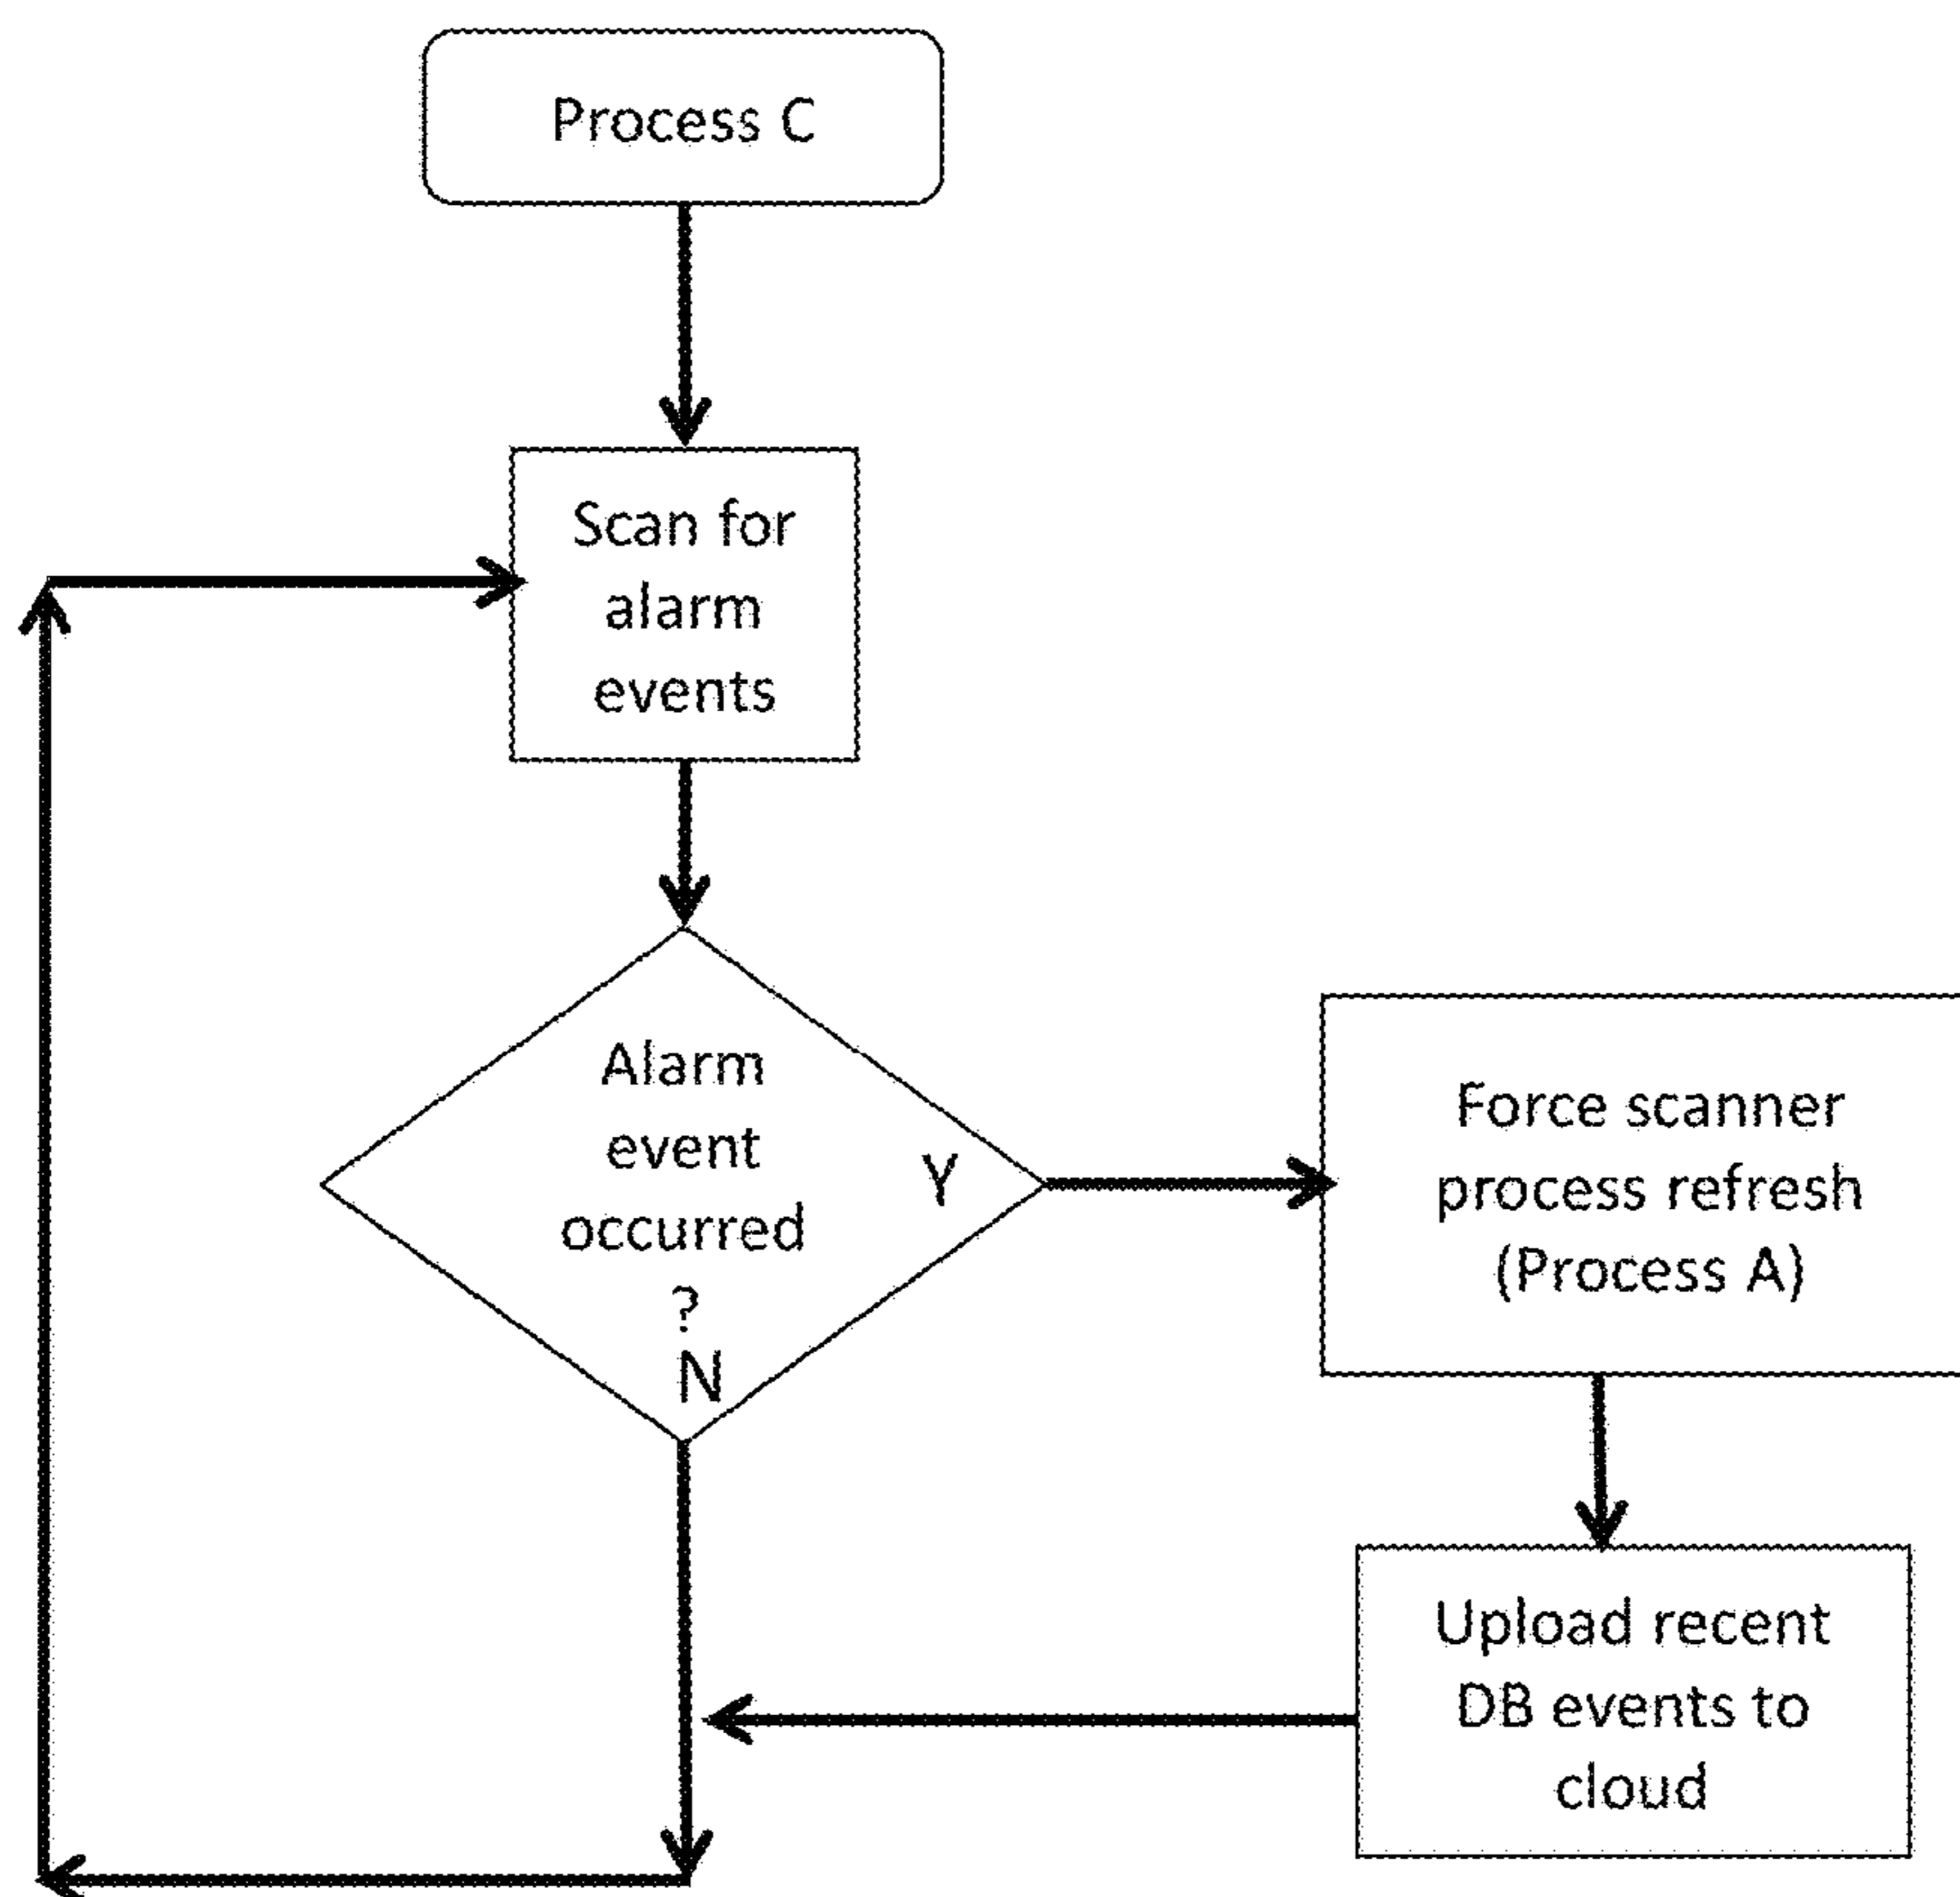 Process C
Scan for
alarm
events
Alarm
event
occurred
?
Y
N
Force scanner
process refresh
(Process A)
Upload recent
DB events to
cloud